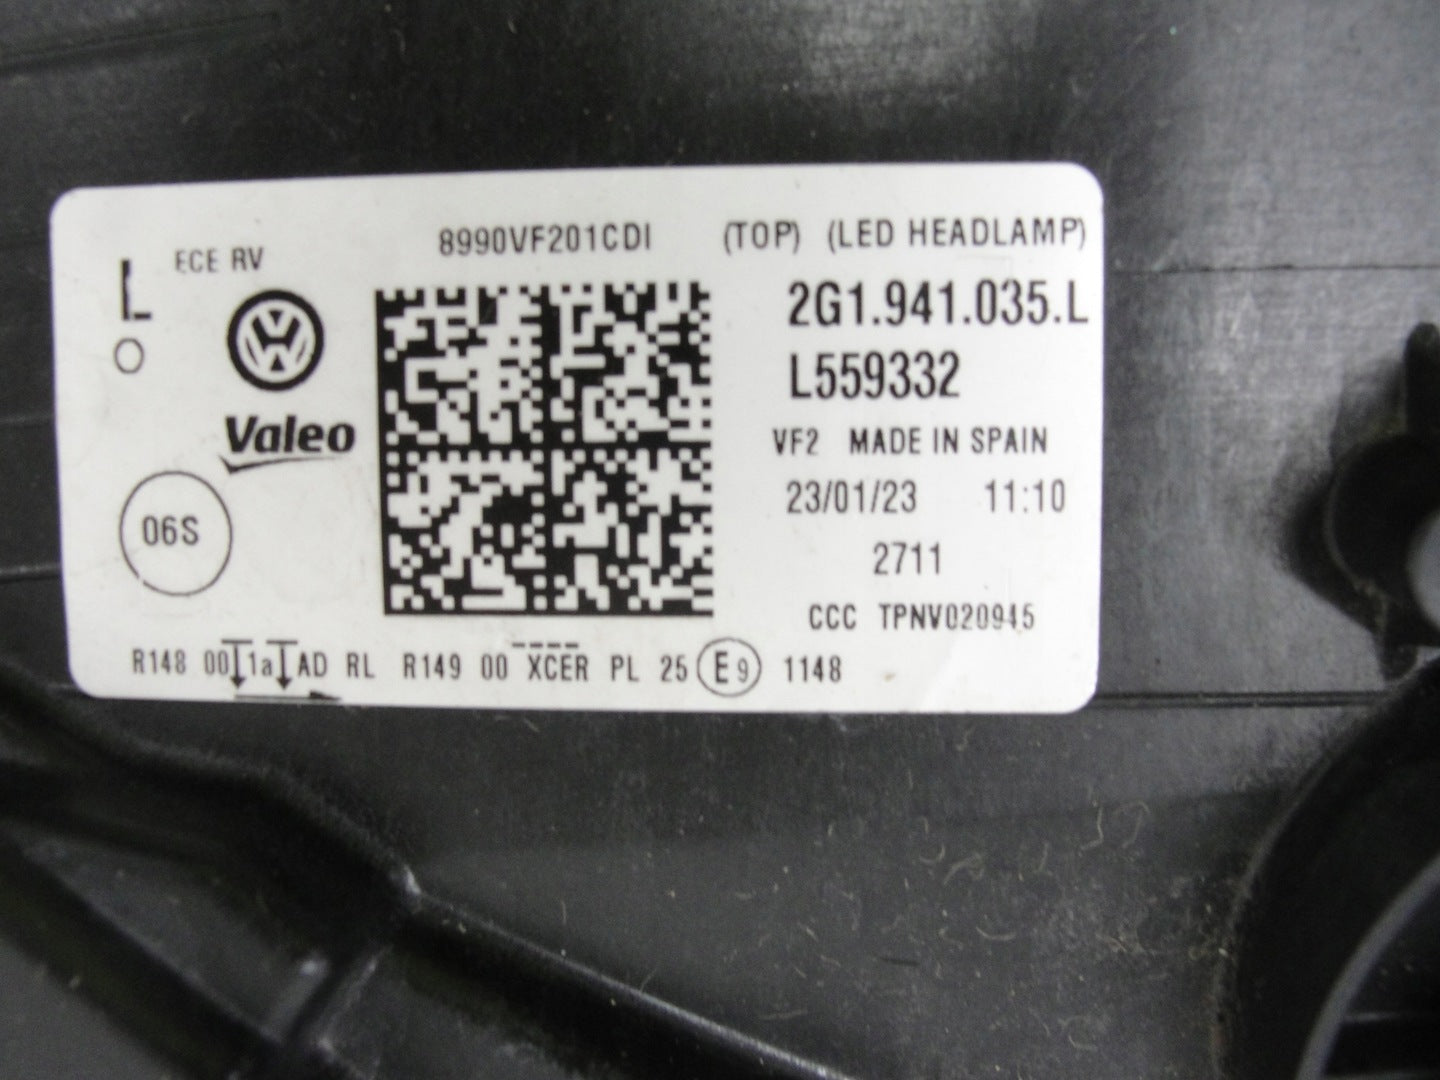 8990VF201CDI (TOP) (LED HEADLAMP)
L ECE RV
2G1.941.035.L
L559332
Valeo
VF2 MADE IN SPAIN
23/01/23 11:10
06S
2711
CCC TPNV020945
R148 00 1a AD RL R149 00 XCER PL 25 E9 1148